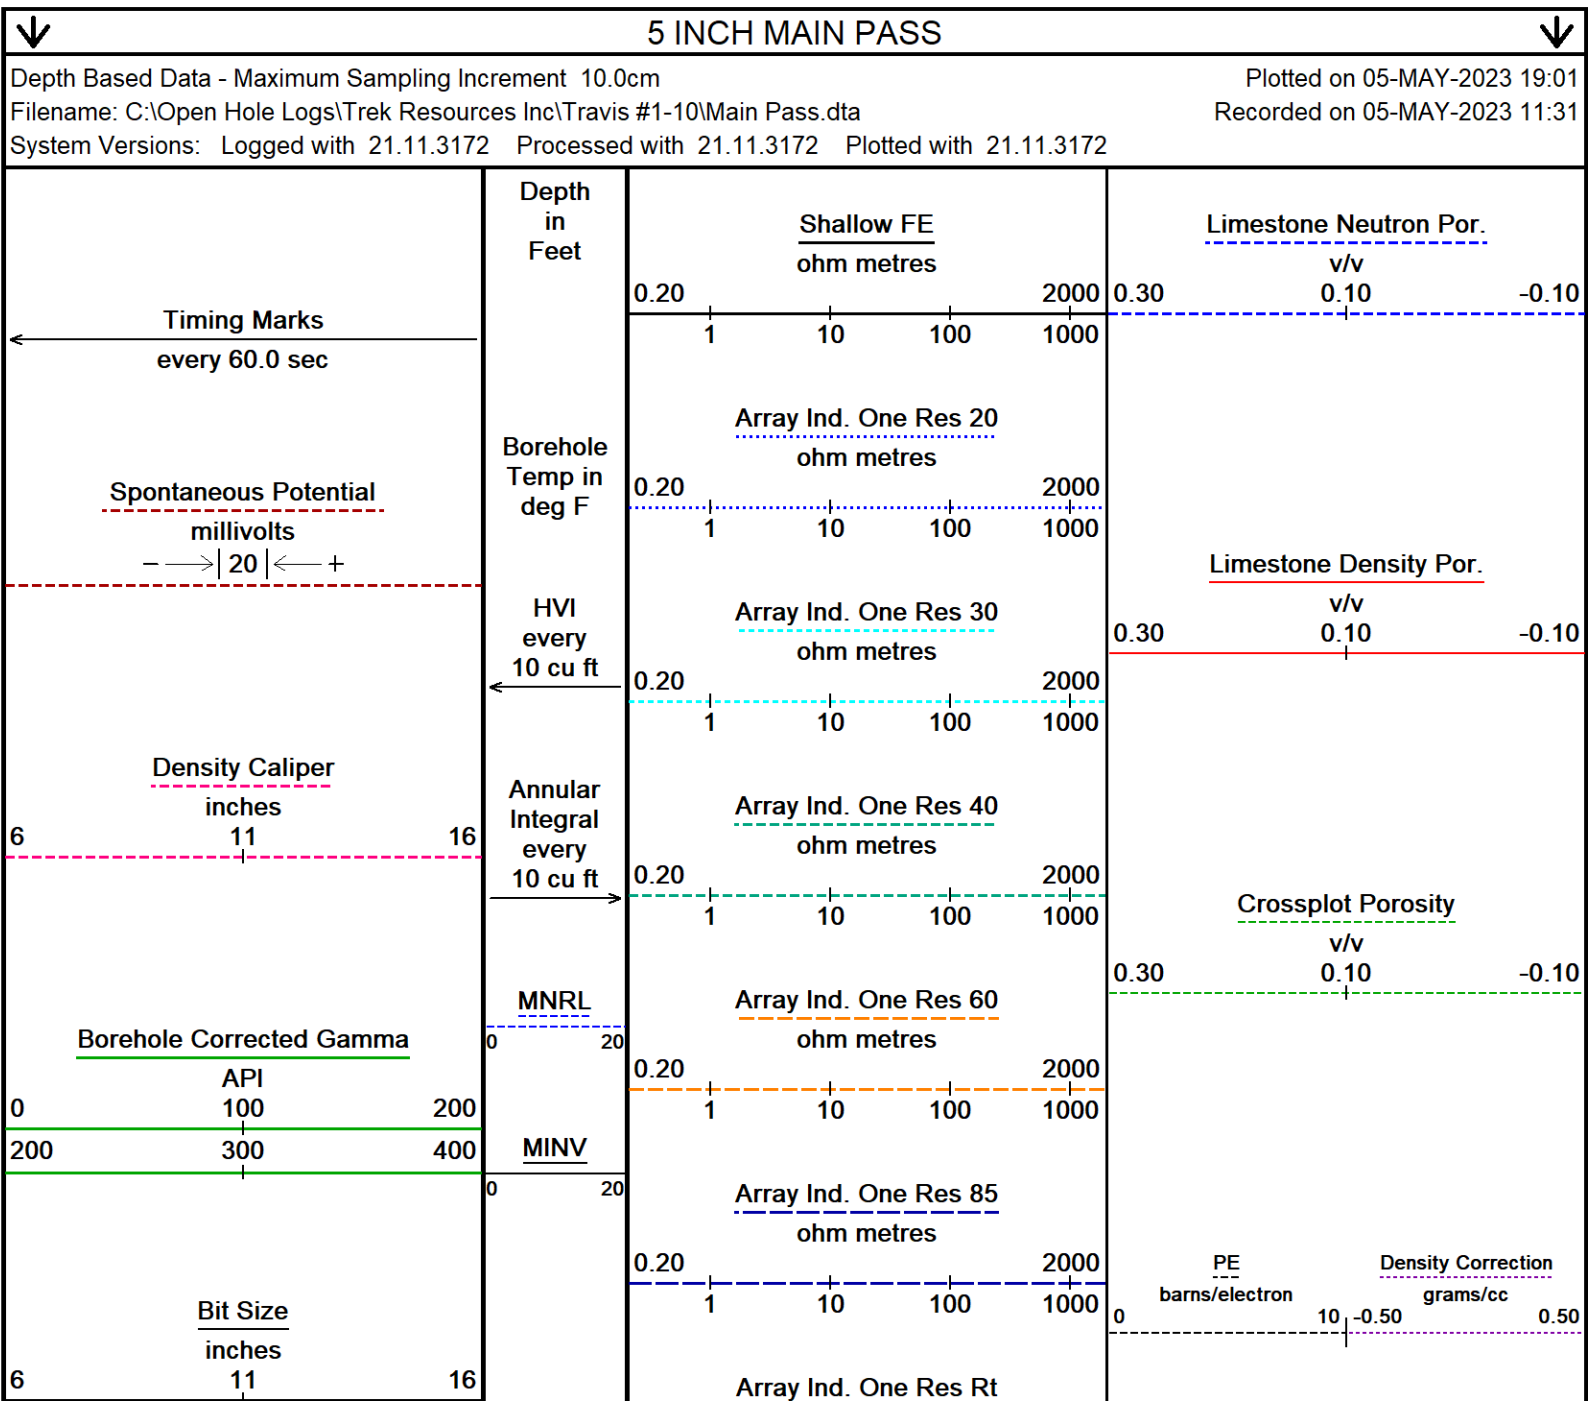 5 INCH MAIN PASS
Depth Based Data - Maximum Sampling Increment 10.0cm
Plotted on 05-MAY-2023 19:01
Filename: C:\Open Hole Logs\Trek Resources Inc\Travis #1-10\Main Pass.dta
Recorded on 05-MAY-2023 11:31
System Versions: Logged with 21.11.3172 Processed with 21.11.3172 Plotted with 21.11.3172
Timing Marks
every 60.0 sec
Spontaneous Potential
millivolts
− 20 +
Density Caliper
inches
6 11 16
Borehole Corrected Gamma
API
0 100 200
200 300 400
Bit Size
inches
6 11 16
Depth
in
Feet
Borehole
Temp in
deg F
HVI
every
10 cu ft
Annular
Integral
every
10 cu ft
MNRL
0 20
MINV
0 20
Shallow FE
ohm metres
0.20 2000
1 10 100 1000
Array Ind. One Res 20
ohm metres
0.20 2000
1 10 100 1000
Array Ind. One Res 30
ohm metres
0.20 2000
1 10 100 1000
Array Ind. One Res 40
ohm metres
0.20 2000
1 10 100 1000
Array Ind. One Res 60
ohm metres
0.20 2000
1 10 100 1000
Array Ind. One Res 85
ohm metres
0.20 2000
1 10 100 1000
Array Ind. One Res Rt
Limestone Neutron Por.
v/v
0.30 0.10 -0.10
Limestone Density Por.
v/v
0.30 0.10 -0.10
Crossplot Porosity
v/v
0.30 0.10 -0.10
PE
barns/electron
0 10
Density Correction
grams/cc
-0.50 0.50